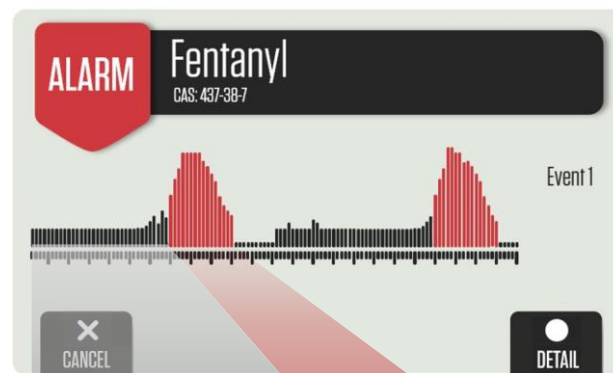 ALARM
Fentanyl
CAS: 437-38-7
Event 1
CANCEL
DETAIL